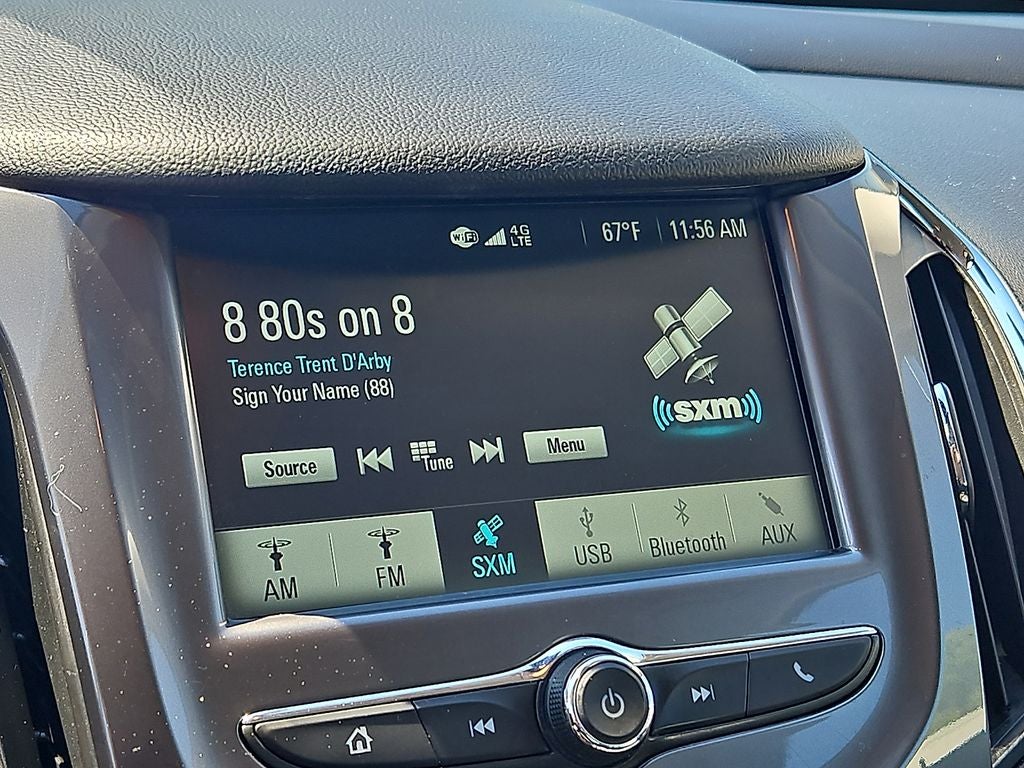 WiFi 4G LTE 67°F 11:56 AM
8 80s on 8
Terence Trent D'Arby
Sign Your Name (88)
sxm
Source Tune Menu
AM FM SXM USB Bluetooth AUX